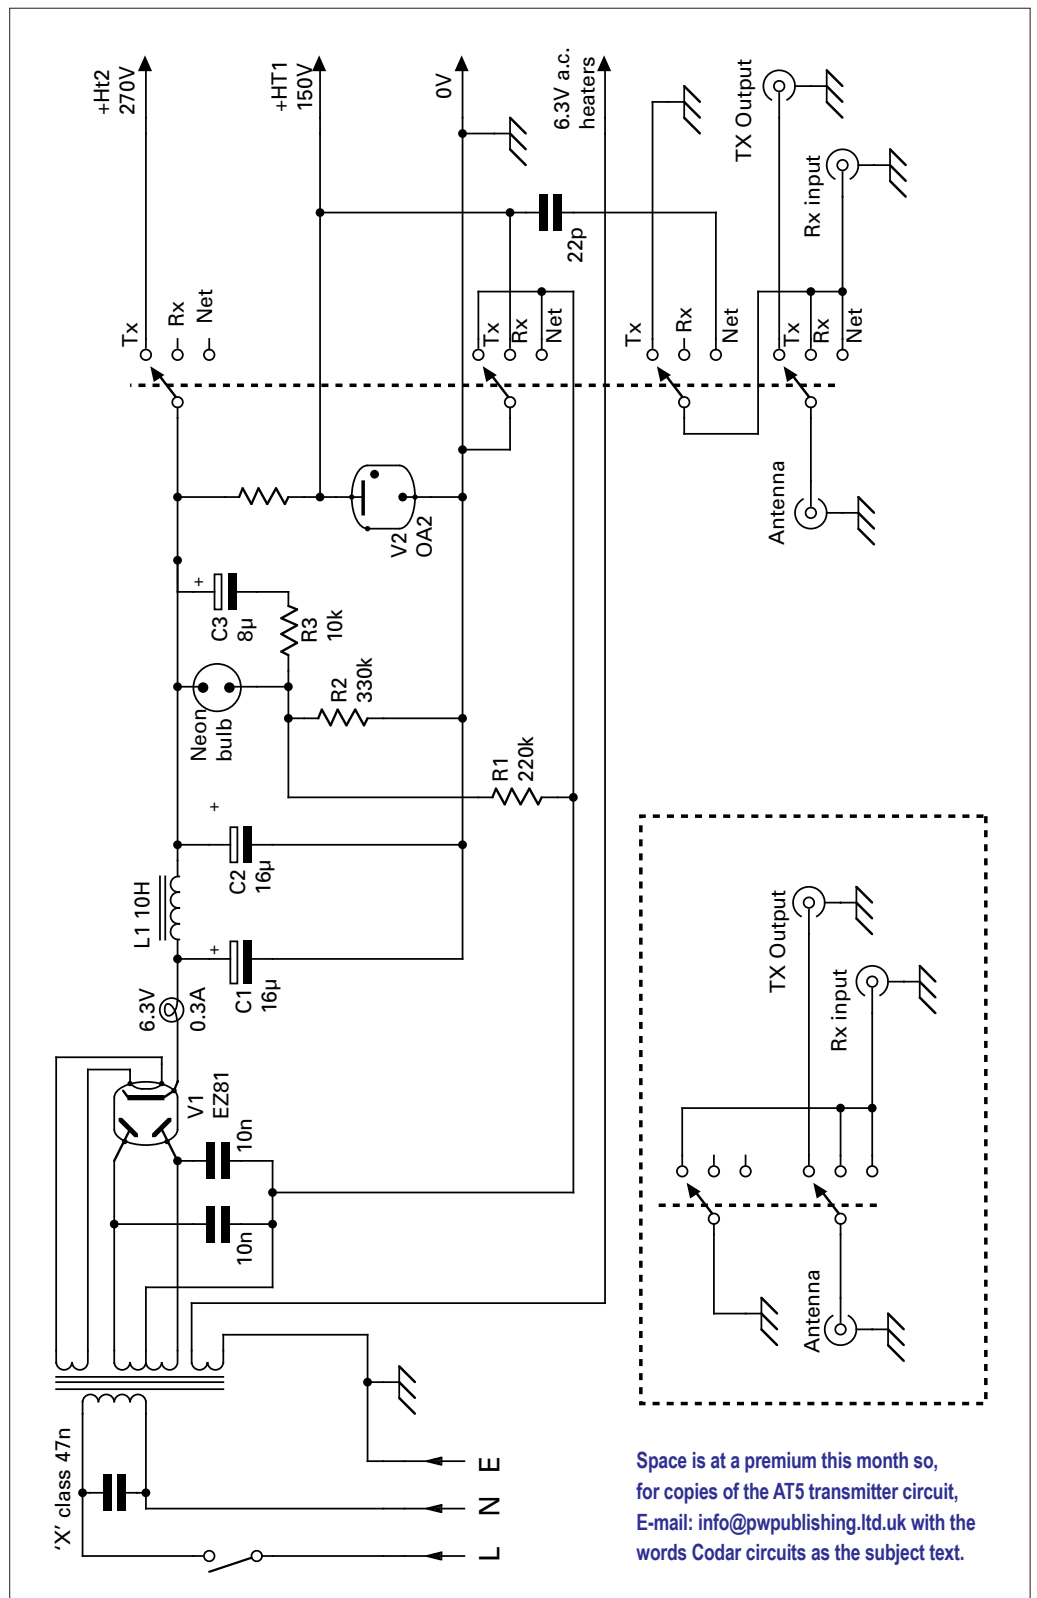 +Ht2
270V
+HT1
150V
0V
6.3V a.c.
heaters
TX Output
Rx input
22p
Tx
Rx
Net
Tx
Rx
Net
Tx
Rx
Net
Tx
Rx
Net
Antenna
V2
OA2
+
C3
8µ
R3
10k
Neon
bulb
R2
330k
R1
220k
+
C2
16µ
L1 10H
+
C1
16µ
6.3V
0.3A
V1
EZ81
10n
10n
'X' class 47n
L
N
E
TX Output
Rx input
Antenna
Space is at a premium this month so,
for copies of the AT5 transmitter circuit,
E-mail: info@pwpublishing.ltd.uk with the
words Codar circuits as the subject text.